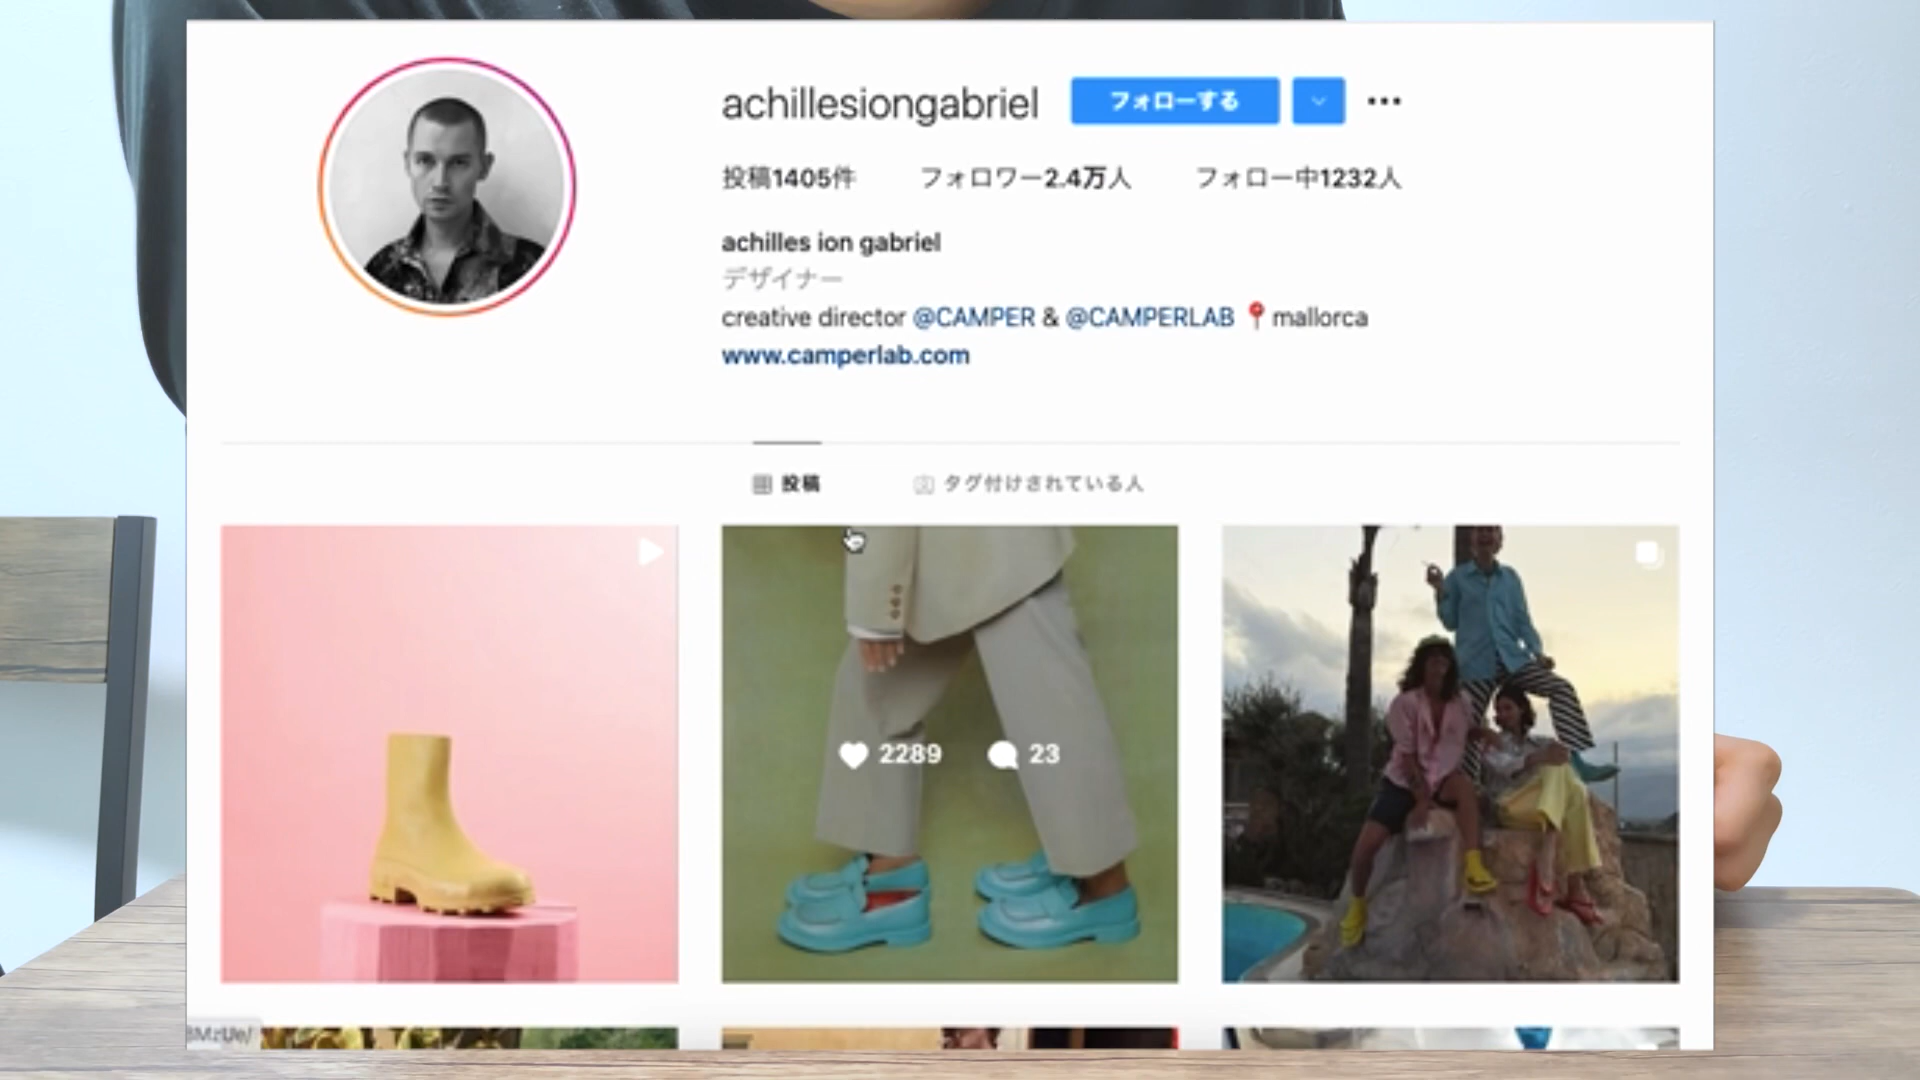 achillesiongabriel フォローする
投稿1405件 フォロワー2.4万人 フォロー中1232人
achilles ion gabriel
デザイナー
creative director @CAMPER & @CAMPERLAB 📍mallorca
www.camperlab.com
投稿 タグ付けされている人
2289 23